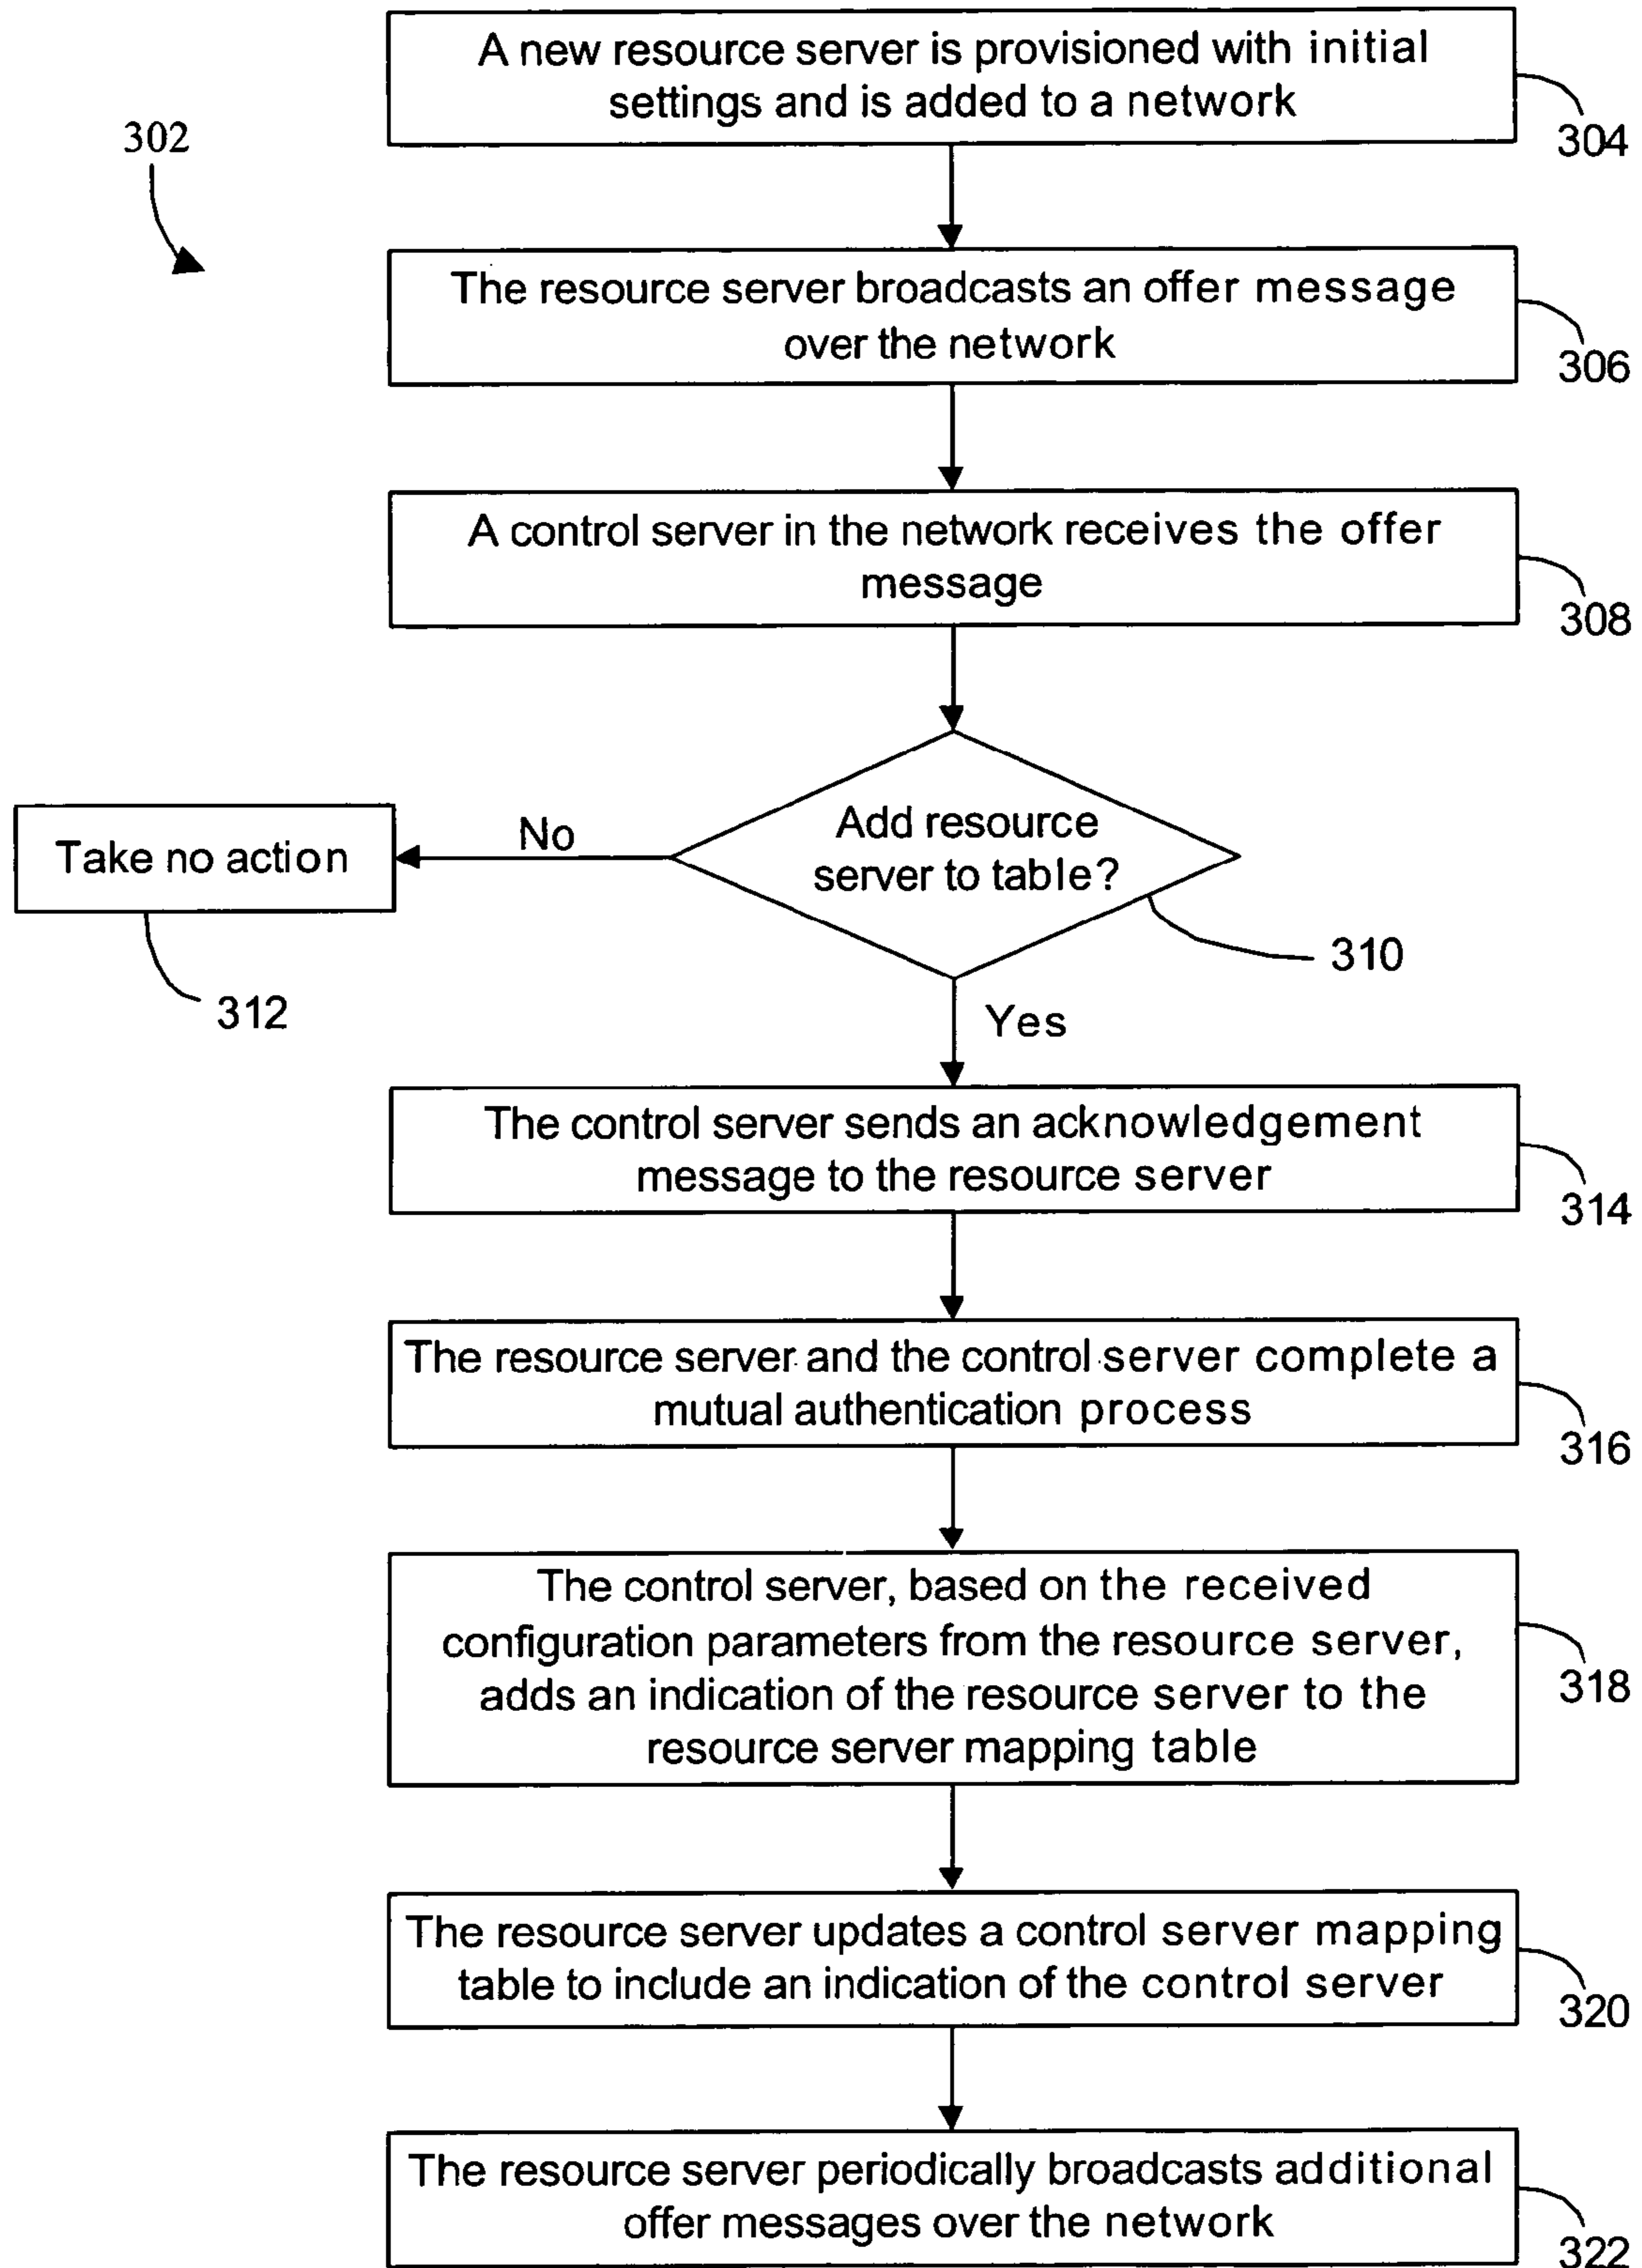 A new resource server is provisioned with initial
settings and is added to a network
304
302
The resource server broadcasts an offer message
over the network
306
A control server in the network receives the offer
message
308
Add resource
server to table?
No
Take no action
310
312
Yes
The control server sends an acknowledgement
message to the resource server
314
The resource server and the control server complete a
mutual authentication process
316
The control server, based on the received
configuration parameters from the resource server,
adds an indication of the resource server to the
resource server mapping table
318
The resource server updates a control server mapping
table to include an indication of the control server
320
The resource server periodically broadcasts additional
offer messages over the network
322